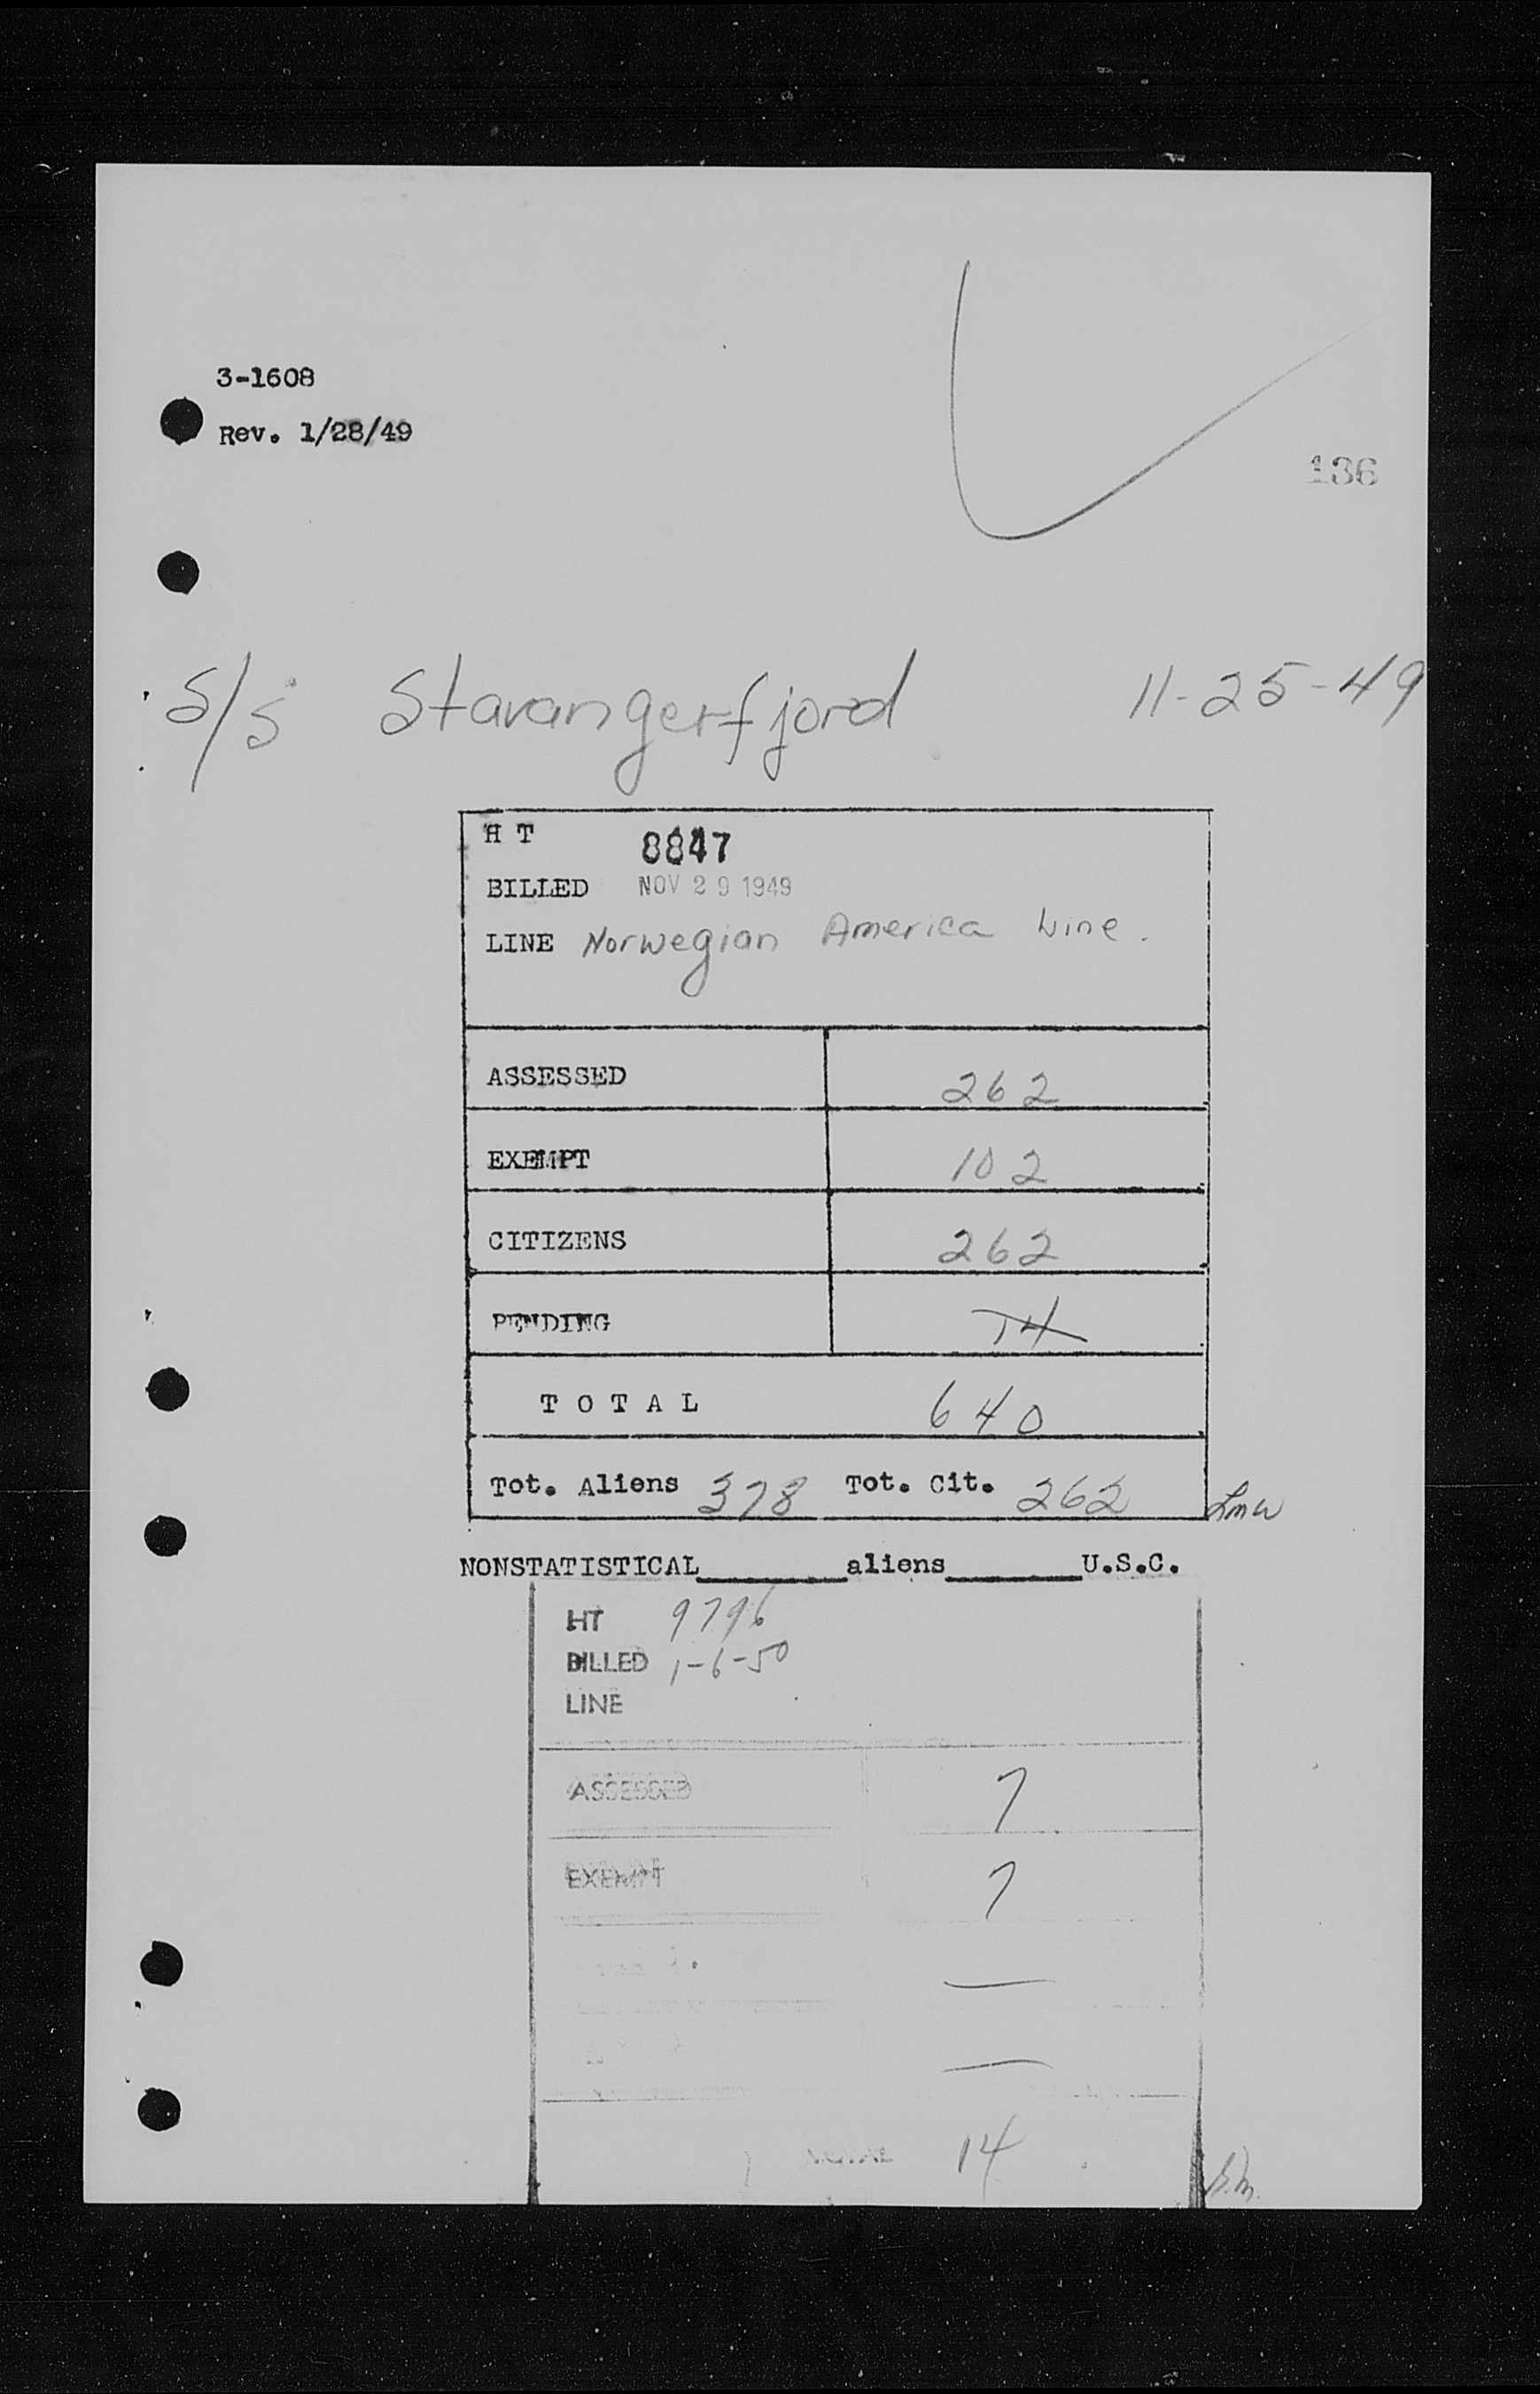 3-1608
Rev. 1/28/49
136
S/S Stavangerfjord 11-25-49
H T 8847
BILLED NOV 29 1949
LINE Norwegian America Line.
ASSESSED 262
EXEMPT 102
CITIZENS 262
PENDING 14
T O T A L 640
Tot. Aliens 378 Tot. Cit. 262 Lmw
NONSTATISTICAL aliens U.S.C.
HT 9796
BILLED 1-6-50
LINE
ASSESSED 7
EXEMPT 7
—
—
TOTAL 14